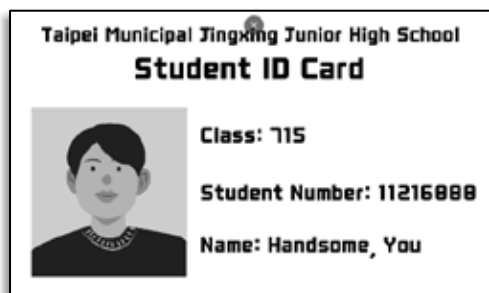 Taipei Municipal Jingxing Junior High School
Student ID Card
Class: 715
Student Number: 11216888
Name: Handsome, You